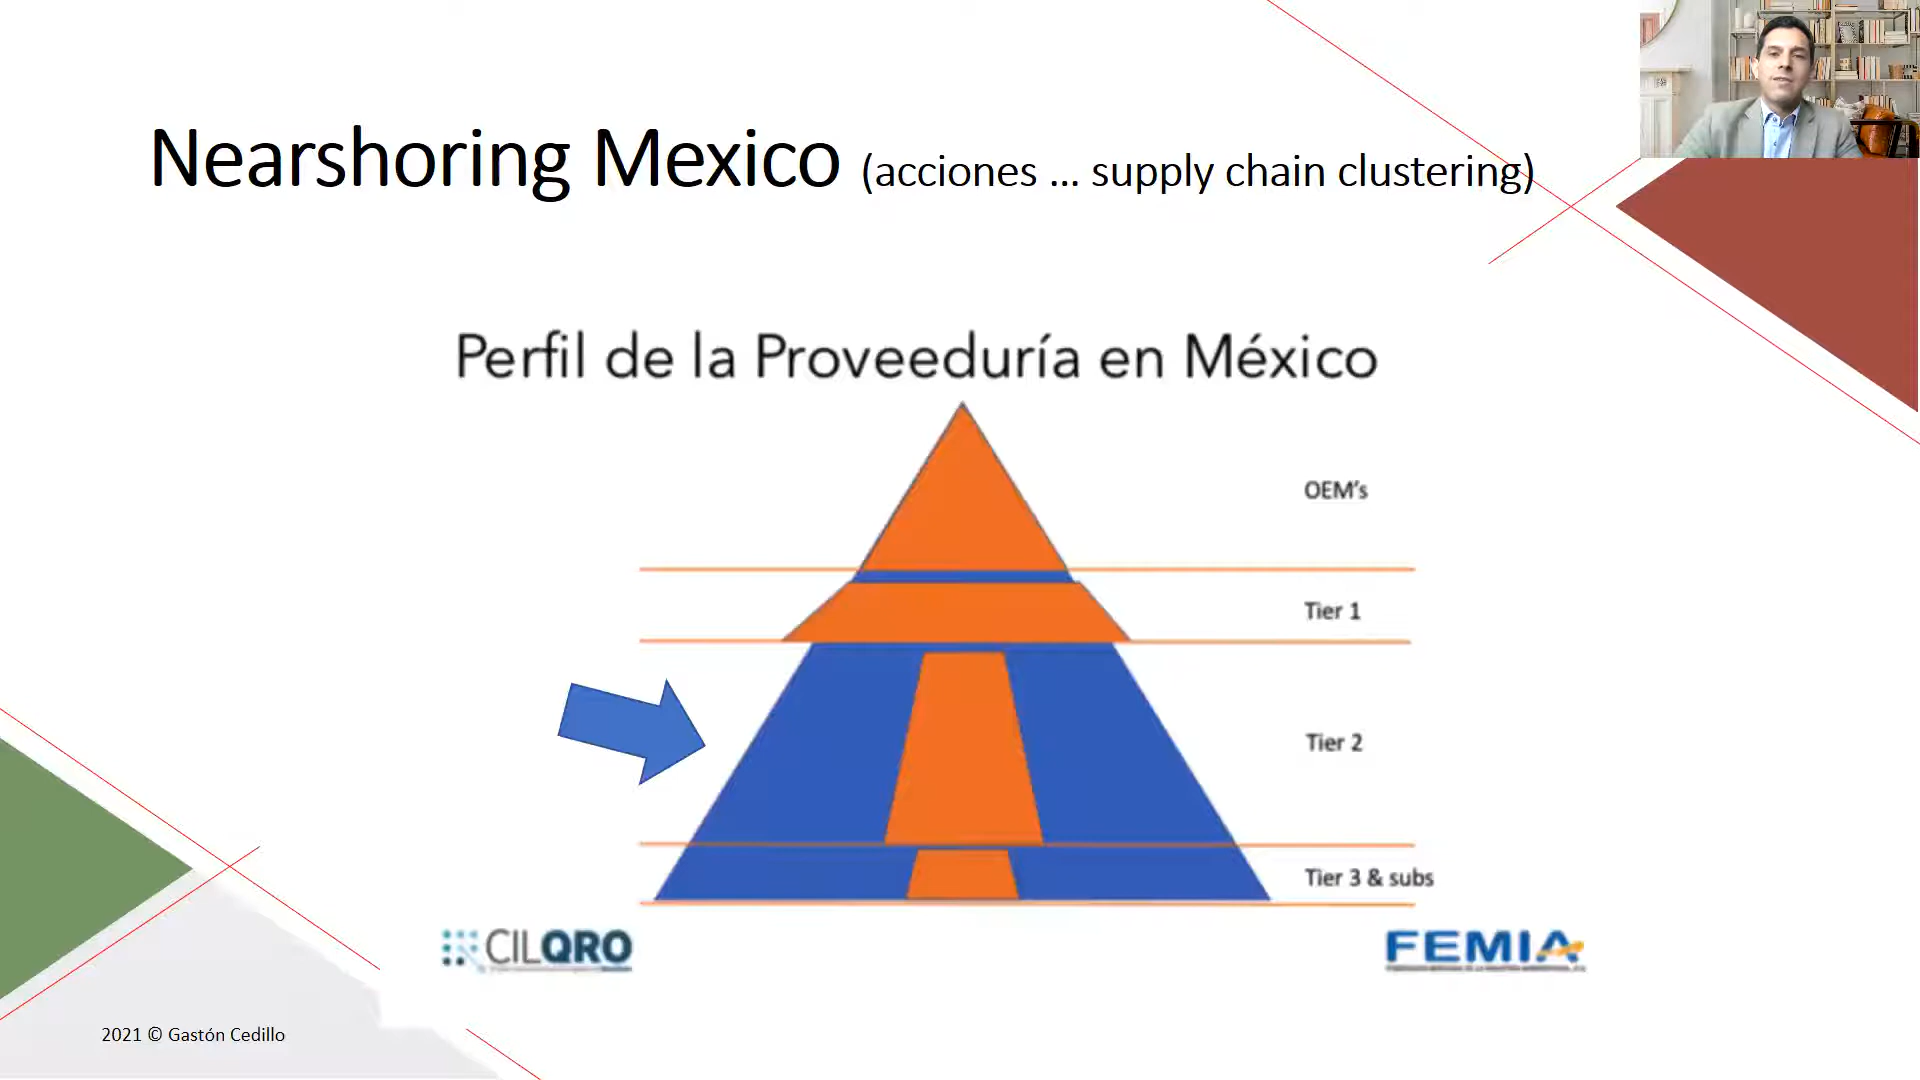 Nearshoring Mexico (acciones ... supply chain clustering)
Perfil de la Proveeduría en México
OEM's
Tier 1
Tier 2
Tier 3 & subs
CILQRO
FEMIA
2021 © Gastón Cedillo